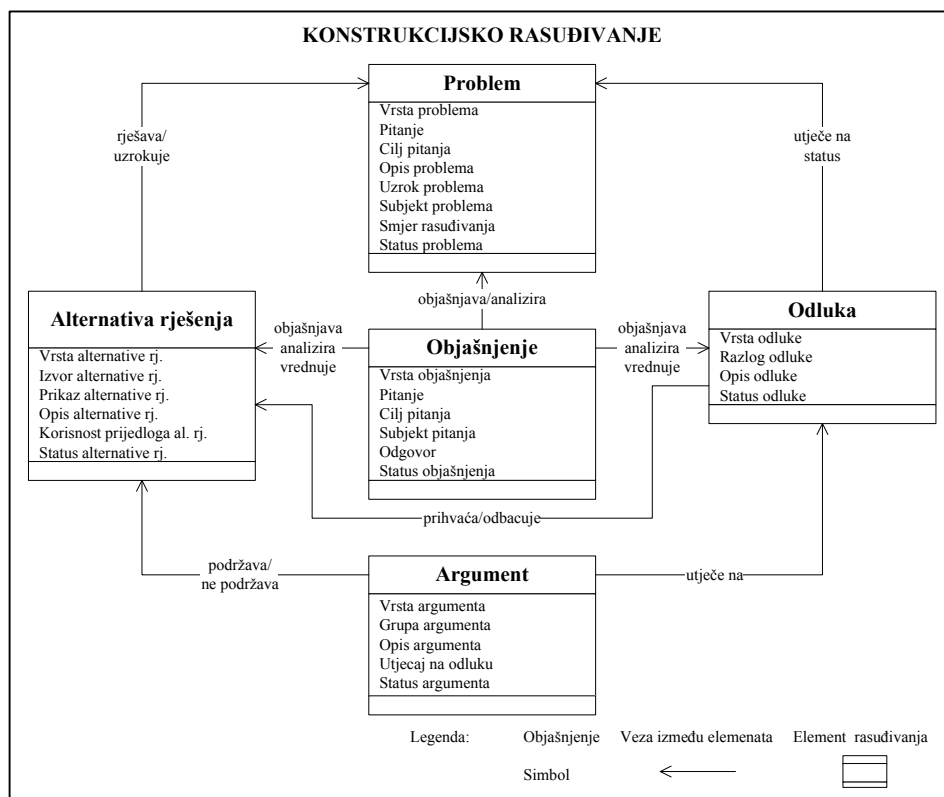 KONSTRUKCIJSKO RASUĐIVANJE
Problem
Vrsta problema
Pitanje
Cilj pitanja
Opis problema
Uzrok problema
Subjekt problema
Smjer rasuđivanja
Status problema
rješava/
uzrokuje
utječe na
status
objašnjava/analizira
Alternativa rješenja
Vrsta alternative rj.
Izvor alternative rj.
Prikaz alternative rj.
Opis alternative rj.
Korisnost prijedloga al. rj.
Status alternative rj.
objašnjava
analizira
vrednuje
Objašnjenje
Vrsta objašnjenja
Pitanje
Cilj pitanja
Subjekt pitanja
Odgovor
Status objašnjenja
objašnjava
analizira
vrednuje
Odluka
Vrsta odluke
Razlog odluke
Opis odluke
Status odluke
prihvaća/odbacuje
podržava/
ne podržava
Argument
Vrsta argumenta
Grupa argumenta
Opis argumenta
Utjecaj na odluku
Status argumenta
utječe na
Legenda: Objašnjenje Veza između elemenata Element rasuđivanja
Simbol